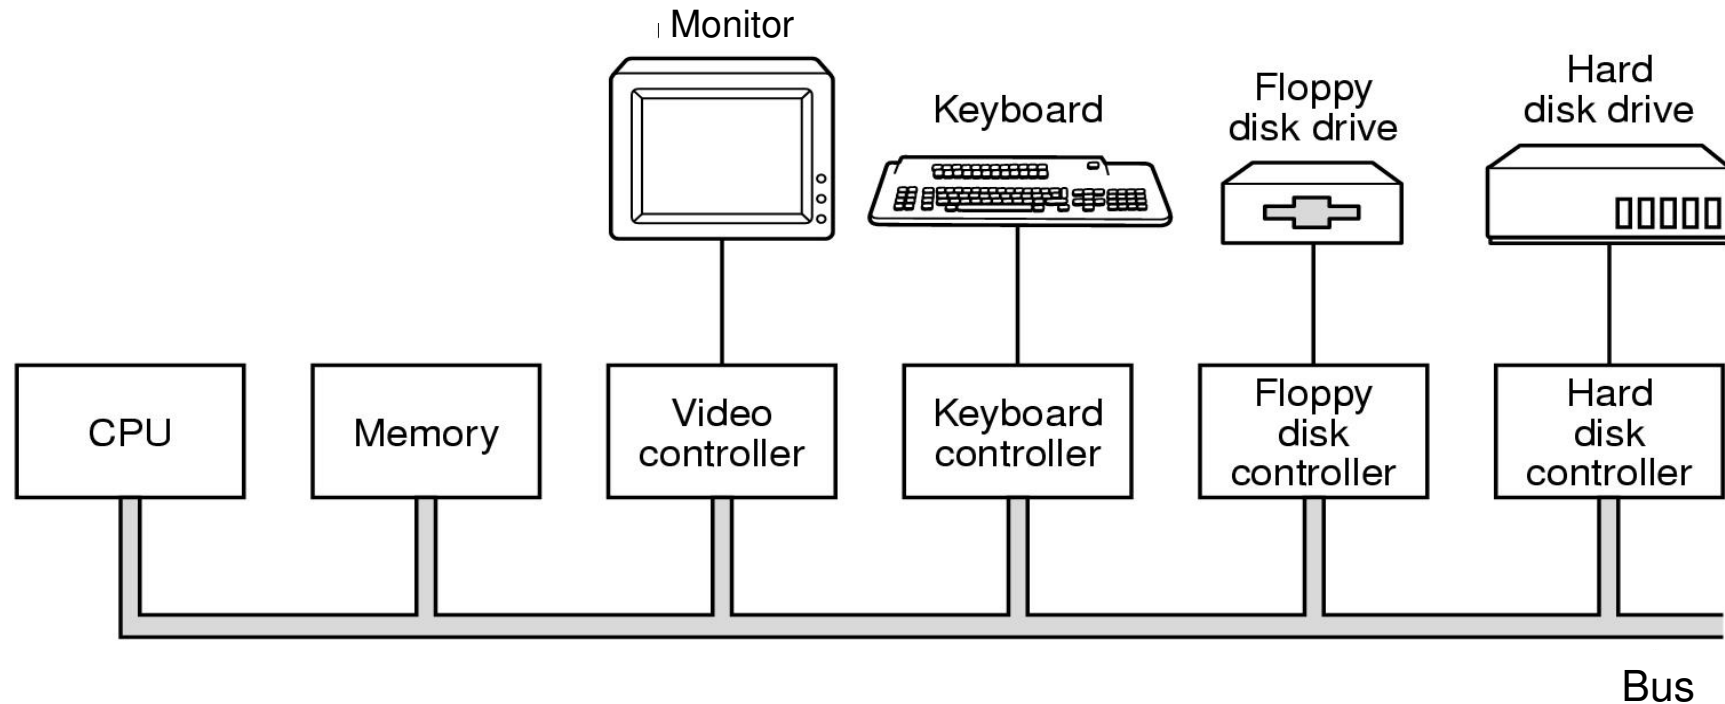 Monitor
Keyboard
Floppy
disk drive
Hard
disk drive
CPU
Memory
Video
controller
Keyboard
controller
Floppy
disk
controller
Hard
disk
controller
Bus